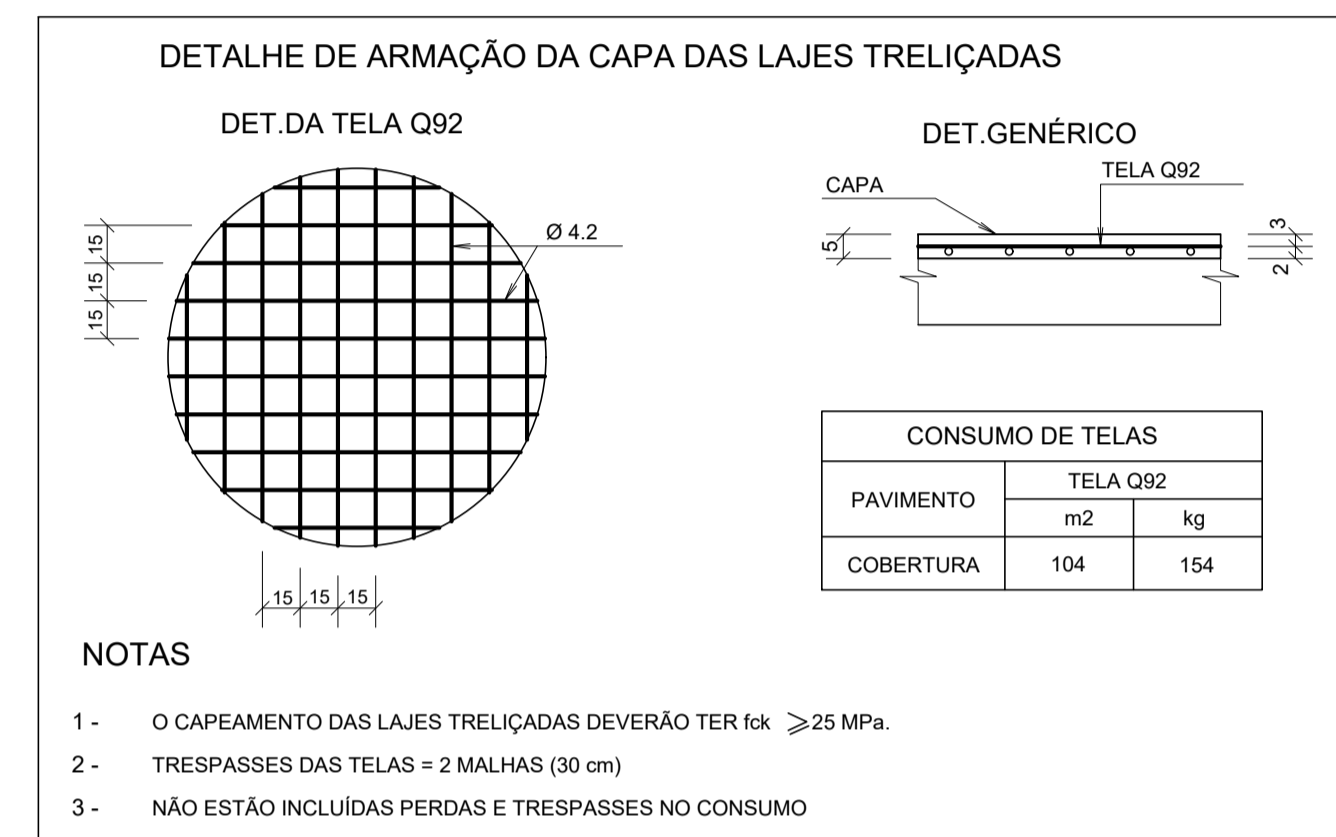 DETALHE DE ARMAÇÃO DA CAPA DAS LAJES TRELIÇADAS
DET.DA TELA Q92
Ø 4.2
15
15
15
15 15 15
DET.GENÉRICO
CAPA
TELA Q92
5
3
2
CONSUMO DE TELAS
PAVIMENTO
TELA Q92
m2 kg
COBERTURA 104 154
NOTAS
1 - O CAPEAMENTO DAS LAJES TRELIÇADAS DEVERÃO TER fck ⩾25 MPa.
2 - TRESPASSES DAS TELAS = 2 MALHAS (30 cm)
3 - NÃO ESTÃO INCLUÍDAS PERDAS E TRESPASSES NO CONSUMO